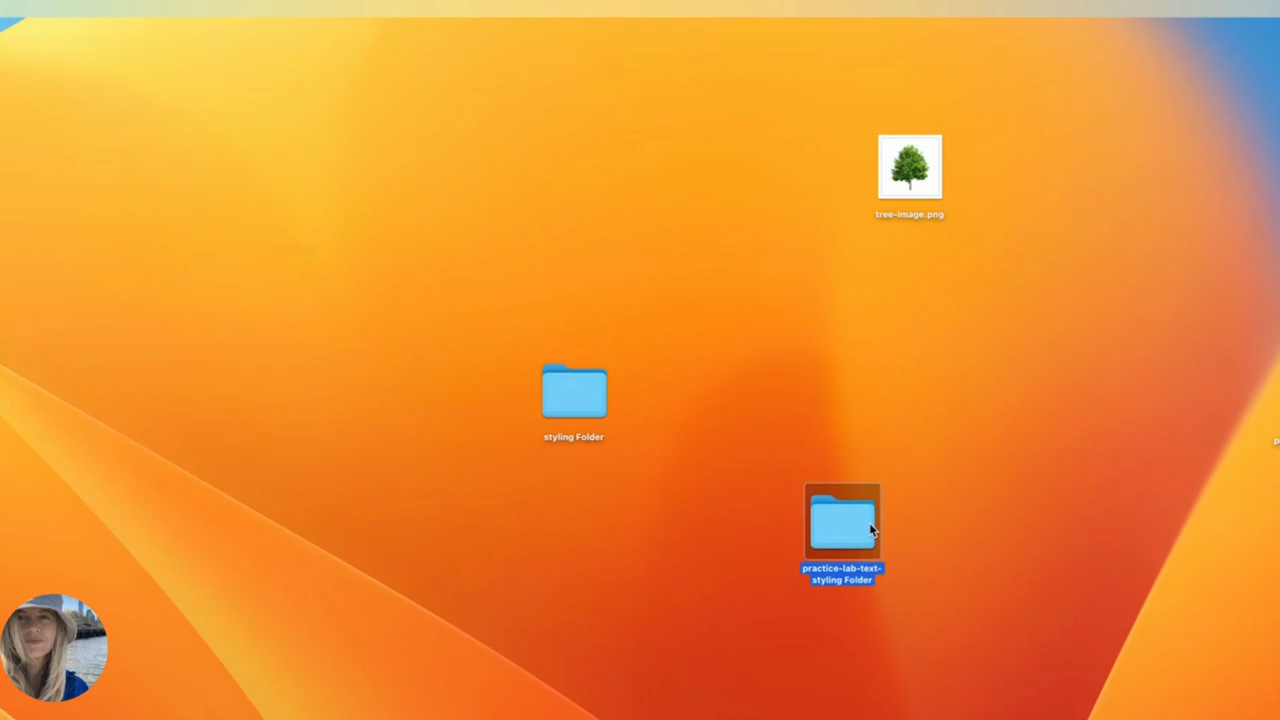 tree-image.png
styling Folder
practice-lab-text-
styling Folder